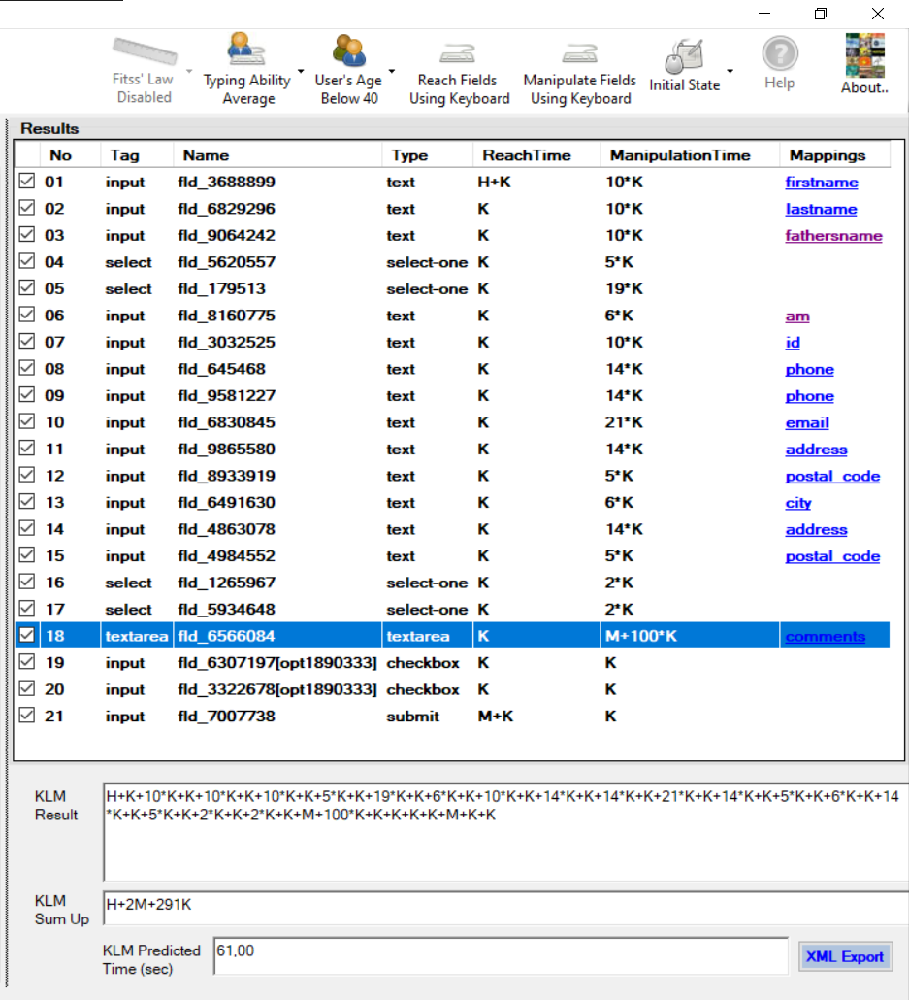 Fitss' Law Disabled
Typing Ability Average
User's Age Below 40
Reach Fields Using Keyboard
Manipulate Fields Using Keyboard
Initial State
Help
About..
Results
No Tag Name Type ReachTime ManipulationTime Mappings
01 input fld_3688899 text H+K 10*K firstname
02 input fld_6829296 text K 10*K lastname
03 input fld_9064242 text K 10*K fathersname
04 select fld_5620557 select-one K 5*K
05 select fld_179513 select-one K 19*K
06 input fld_8160775 text K 6*K am
07 input fld_3032525 text K 10*K id
08 input fld_645468 text K 14*K phone
09 input fld_9581227 text K 14*K phone
10 input fld_6830845 text K 21*K email
11 input fld_9865580 text K 14*K address
12 input fld_8933919 text K 5*K postal_code
13 input fld_6491630 text K 6*K city
14 input fld_4863078 text K 14*K address
15 input fld_4984552 text K 5*K postal_code
16 select fld_1265967 select-one K 2*K
17 select fld_5934648 select-one K 2*K
18 textarea fld_6566084 textarea K M+100*K comments
19 input fld_6307197[opt1890333] checkbox K K
20 input fld_3322678[opt1890333] checkbox K K
21 input fld_7007738 submit M+K K
KLM Result
H+K+10*K+K+10*K+K+10*K+K+5*K+K+19*K+K+6*K+K+10*K+K+14*K+K+14*K+K+21*K+K+14*K+K+5*K+K+6*K+K+14
*K+K+5*K+K+2*K+K+2*K+K+M+100*K+K+K+K+K+M+K+K
KLM Sum Up
H+2M+291K
KLM Predicted Time (sec)
61,00
XML Export